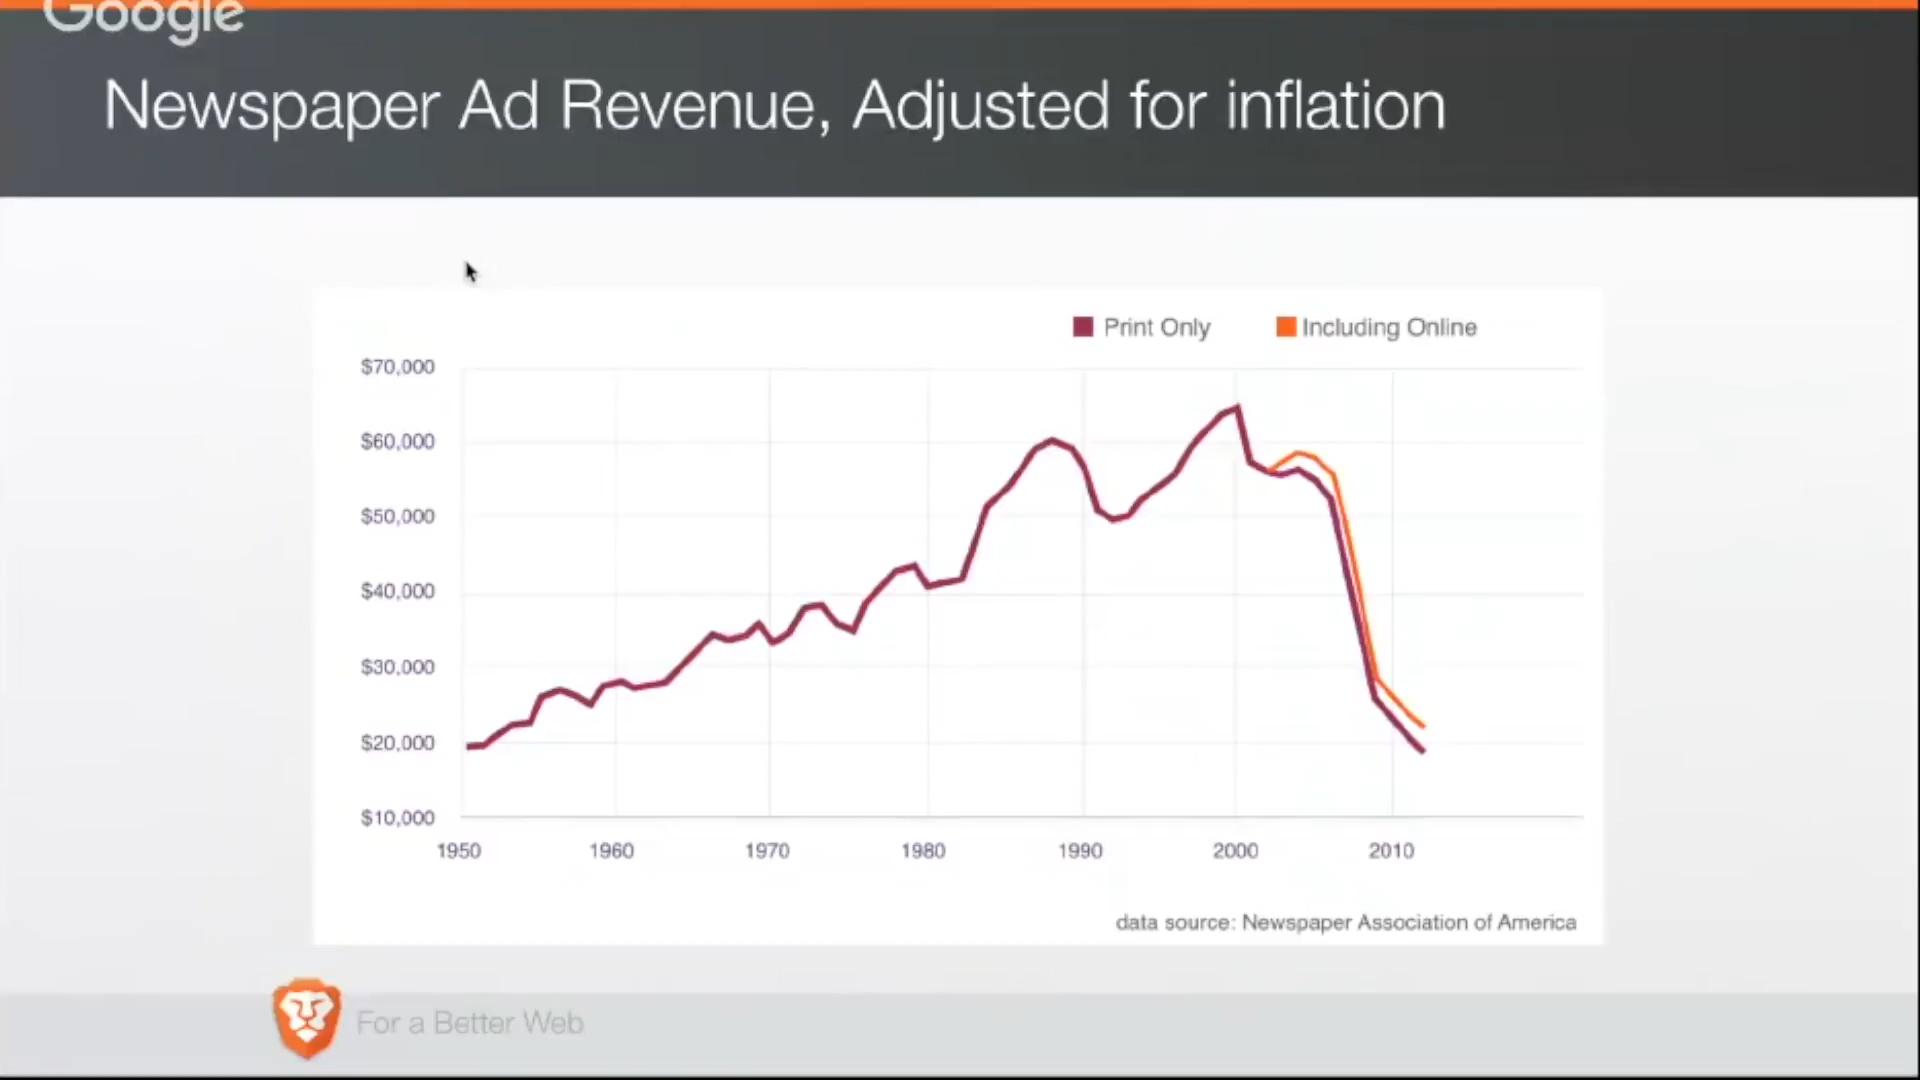 Google
Newspaper Ad Revenue, Adjusted for inflation
Print Only
Including Online
$70,000
$60,000
$50,000
$40,000
$30,000
$20,000
$10,000
1950 1960 1970 1980 1990 2000 2010
data source: Newspaper Association of America
For a Better Web